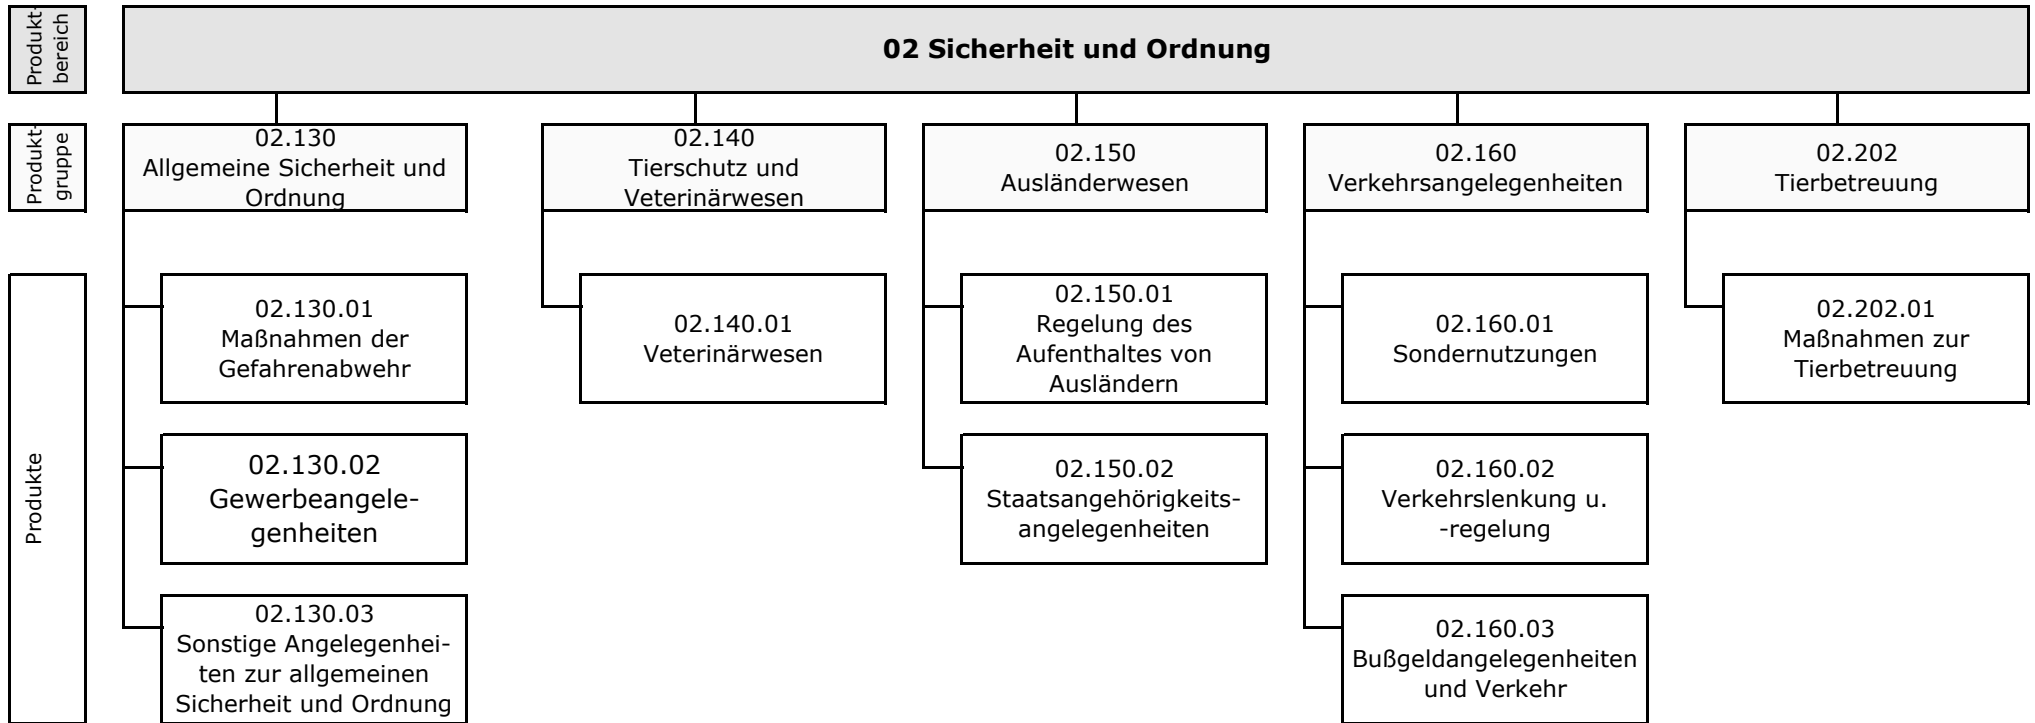 Produkt-
bereich
02 Sicherheit und Ordnung
Produkt-
gruppe
02.130
Allgemeine Sicherheit und
Ordnung
02.140
Tierschutz und
Veterinärwesen
02.150
Ausländerwesen
02.160
Verkehrsangelegenheiten
02.202
Tierbetreuung
Produkte
02.130.01
Maßnahmen der
Gefahrenabwehr
02.140.01
Veterinärwesen
02.150.01
Regelung des
Aufenthaltes von
Ausländern
02.160.01
Sondernutzungen
02.202.01
Maßnahmen zur
Tierbetreuung
02.130.02
Gewerbeangele-
genheiten
02.150.02
Staatsangehörigkeits-
angelegenheiten
02.160.02
Verkehrslenkung u.
-regelung
02.130.03
Sonstige Angelegenhei-
ten zur allgemeinen
Sicherheit und Ordnung
02.160.03
Bußgeldangelegenheiten
und Verkehr